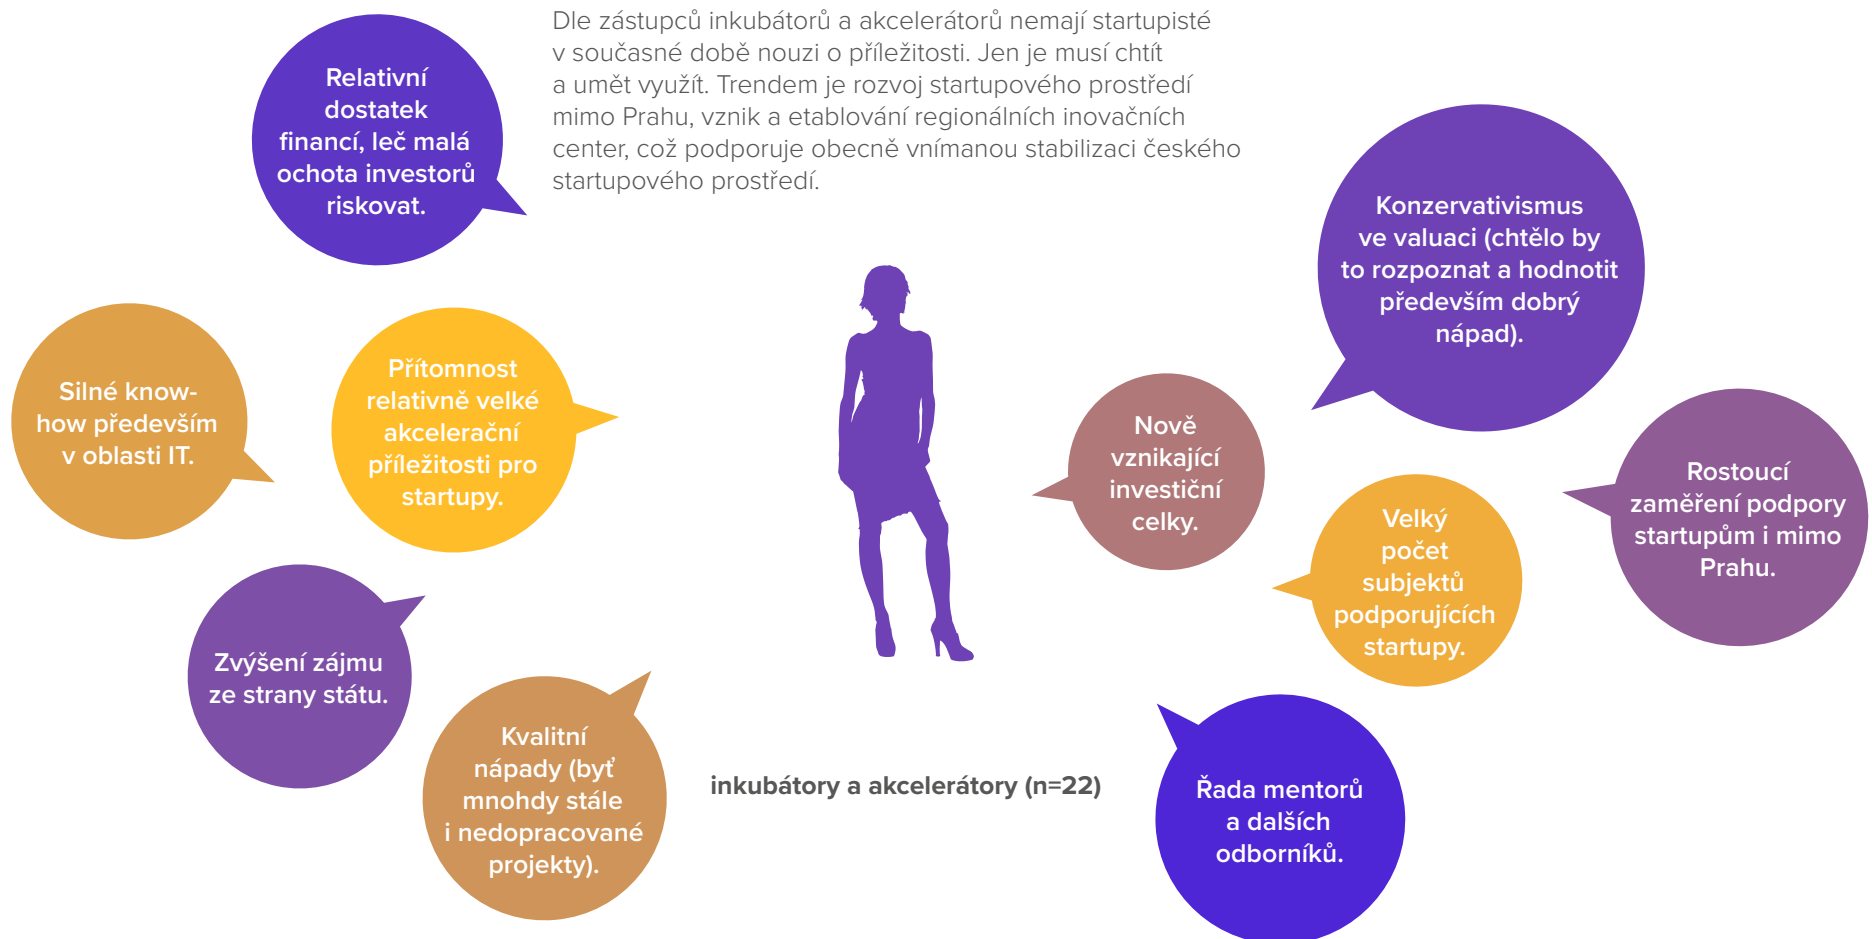 Dle zástupců inkubátorů a akcelerátorů nemají startupisté
v současné době nouzi o příležitosti. Jen je musí chtít
a umět využít. Trendem je rozvoj startupového prostředí
mimo Prahu, vznik a etablování regionálních inovačních
center, což podporuje obecně vnímanou stabilizaci českého
startupového prostředí.
Relativní
dostatek
financí, leč malá
ochota investorů
riskovat.
Konzervativismus
ve valuaci (chtělo by
to rozpoznat a hodnotit
především dobrý
nápad).
Silné know-
how především
v oblasti IT.
Přítomnost
relativně velké
akcelerační
příležitosti pro
startupy.
Nově
vznikající
investiční
celky.
Velký
počet
subjektů
podporujících
startupy.
Rostoucí
zaměření podpory
startupům i mimo
Prahu.
Zvýšení zájmu
ze strany státu.
Kvalitní
nápady (byť
mnohdy stále
i nedopracované
projekty).
inkubátory a akcelerátory (n=22)
Řada mentorů
a dalších
odborníků.